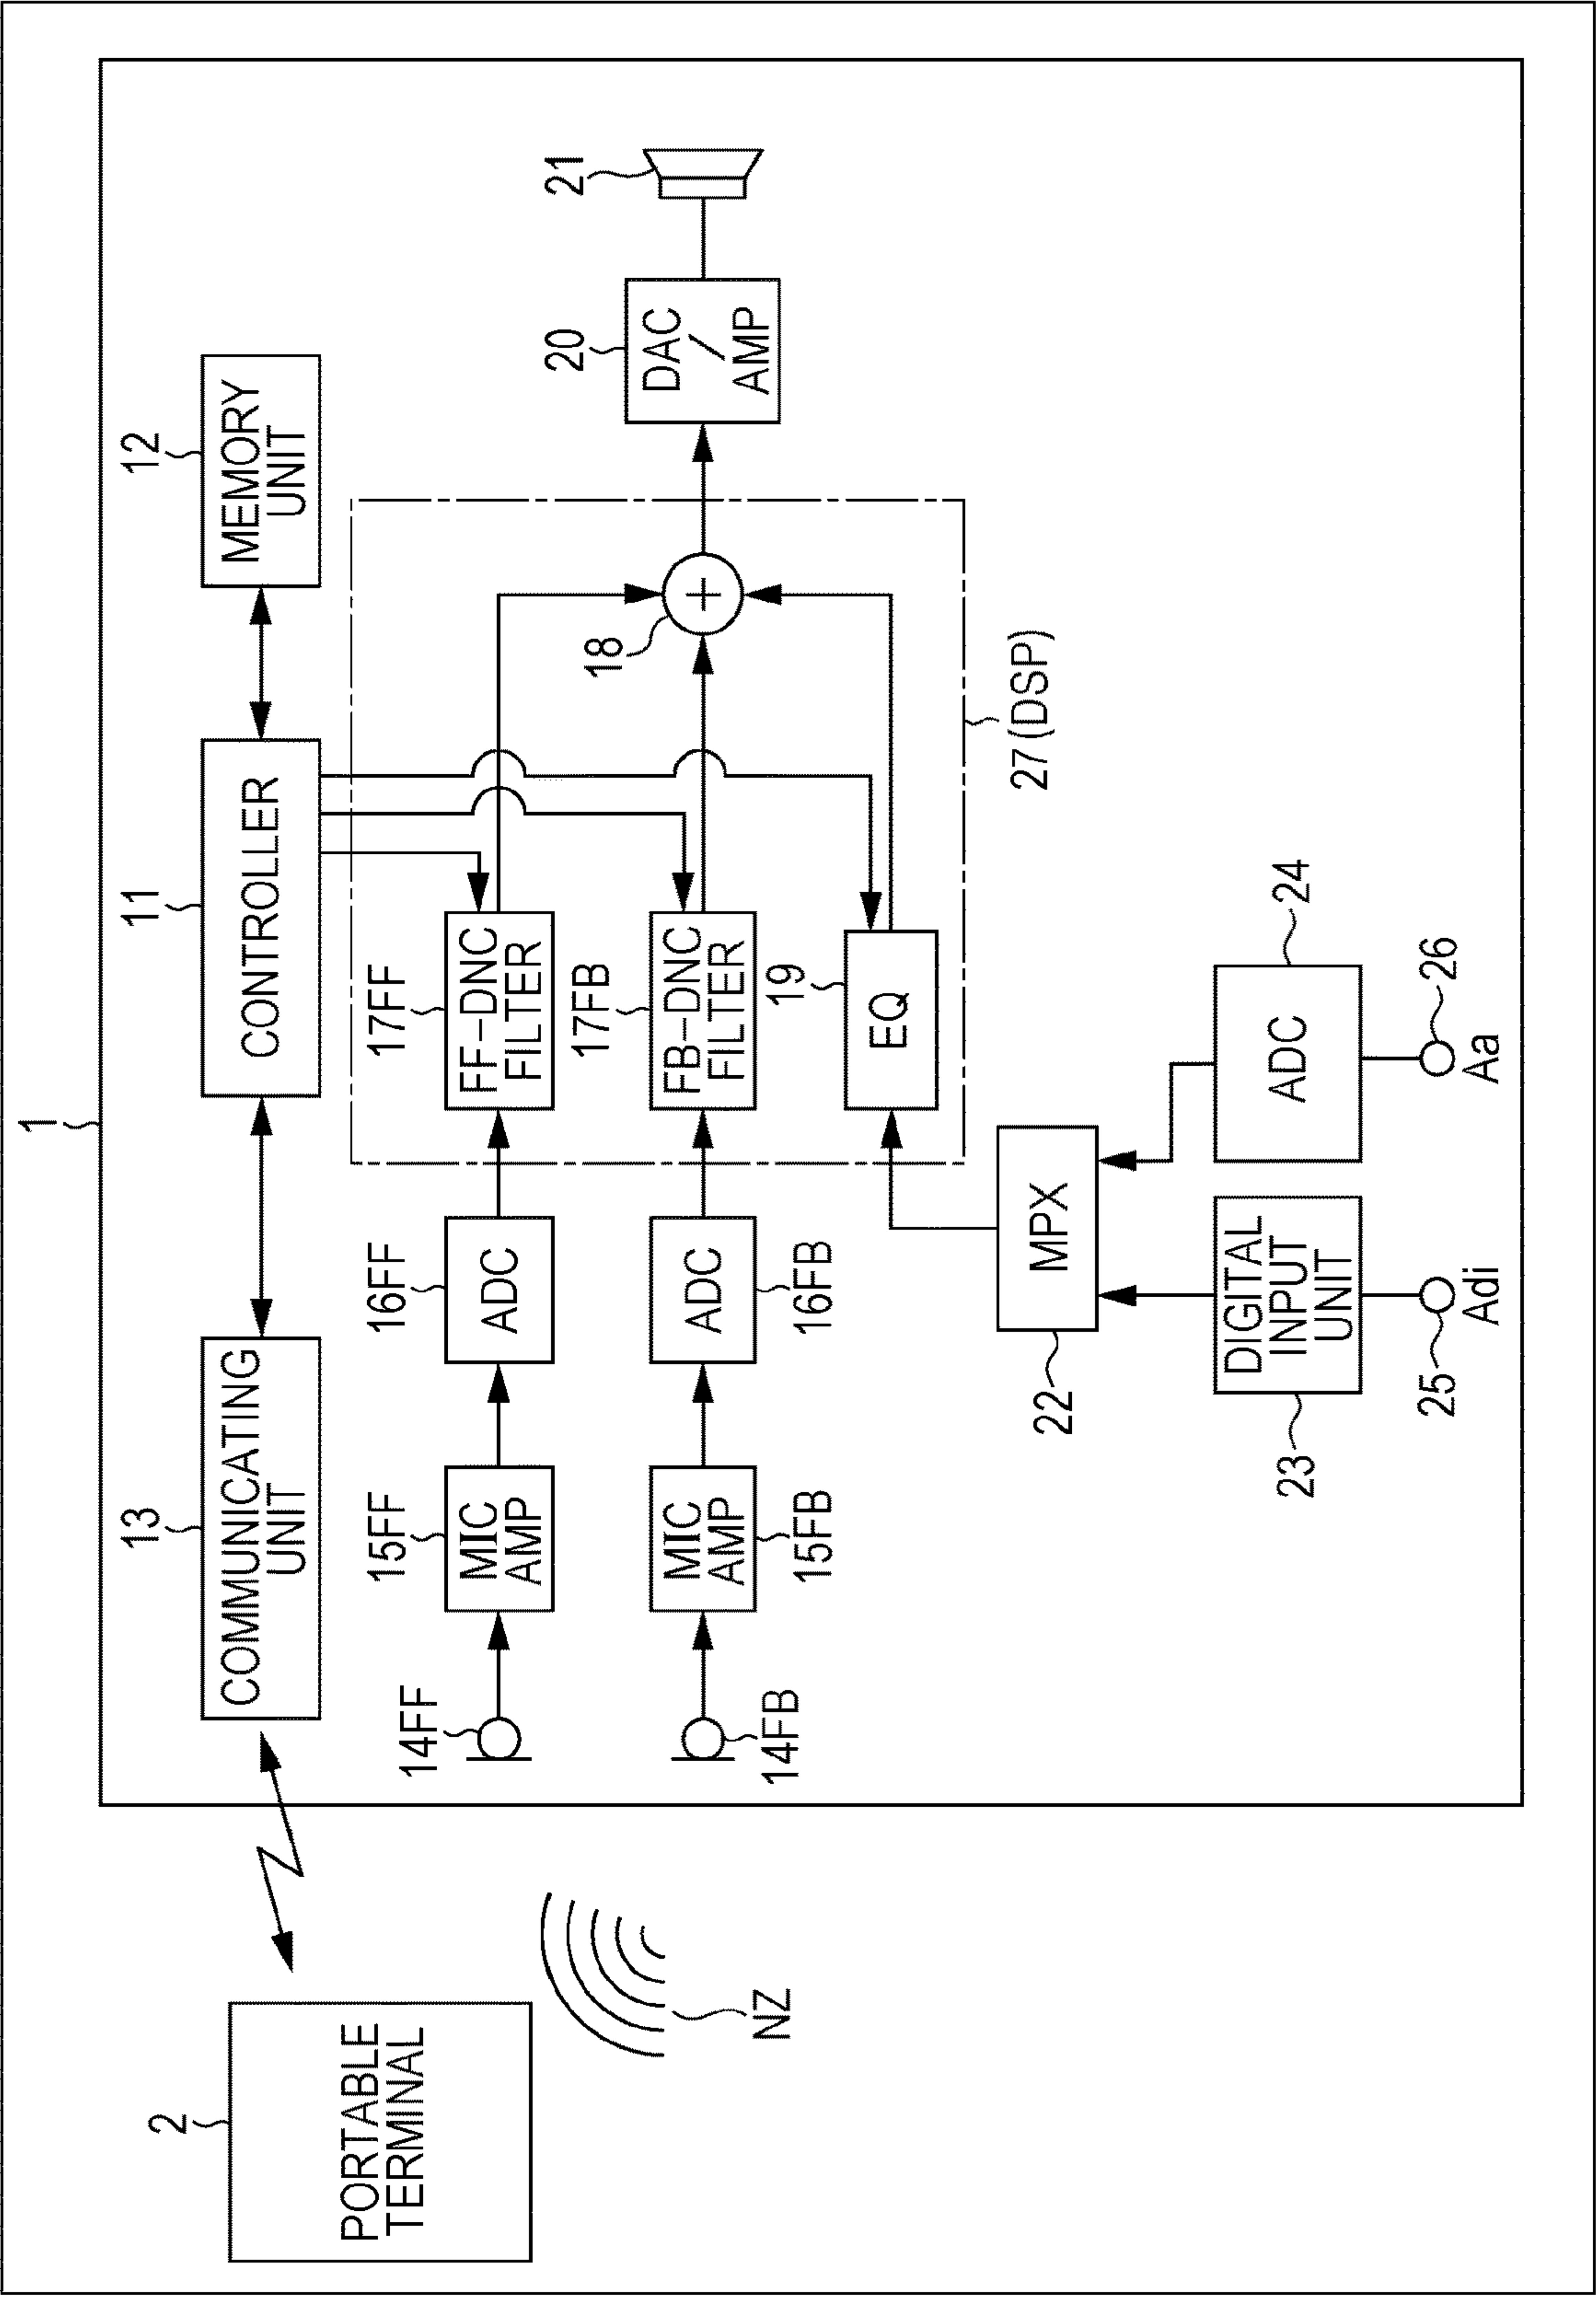 1
13
COMMUNICATING
UNIT
11
CONTROLLER
12
MEMORY
UNIT
2
PORTABLE
TERMINAL
NZ
14FF
15FF
MIC
AMP
16FF
ADC
17FF
FF-DNC
FILTER
14FB
MIC
AMP
15FB
ADC
16FB
17FB
FB-DNC
FILTER
18
+
20
DAC
/
AMP
21
19
EQ
27(DSP)
22
MPX
23
DIGITAL
INPUT
UNIT
24
ADC
25
Adi
26
Aa